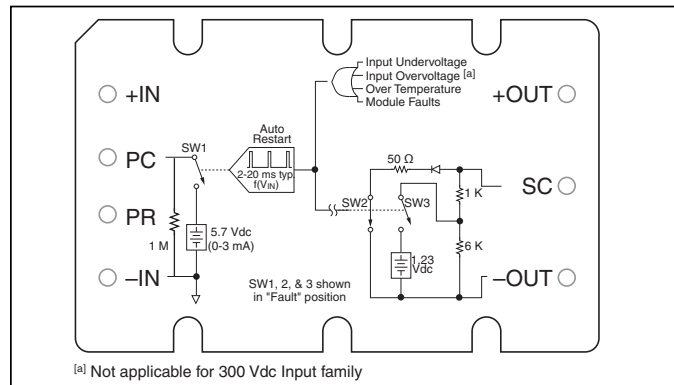 Input Undervoltage
Input Overvoltage [a]
Over Temperature
Module Faults
+IN
+OUT
Auto
Restart
SW1
PC
2-20 ms typ.
f(VIN)
50 Ω
SC
1 K
SW2
SW3
PR
5.7 Vdc
(0-3 mA)
1 M
6 K
1.23
Vdc
–IN
–OUT
SW1, 2, & 3 shown
in "Fault" position
[a] Not applicable for 300 Vdc Input family